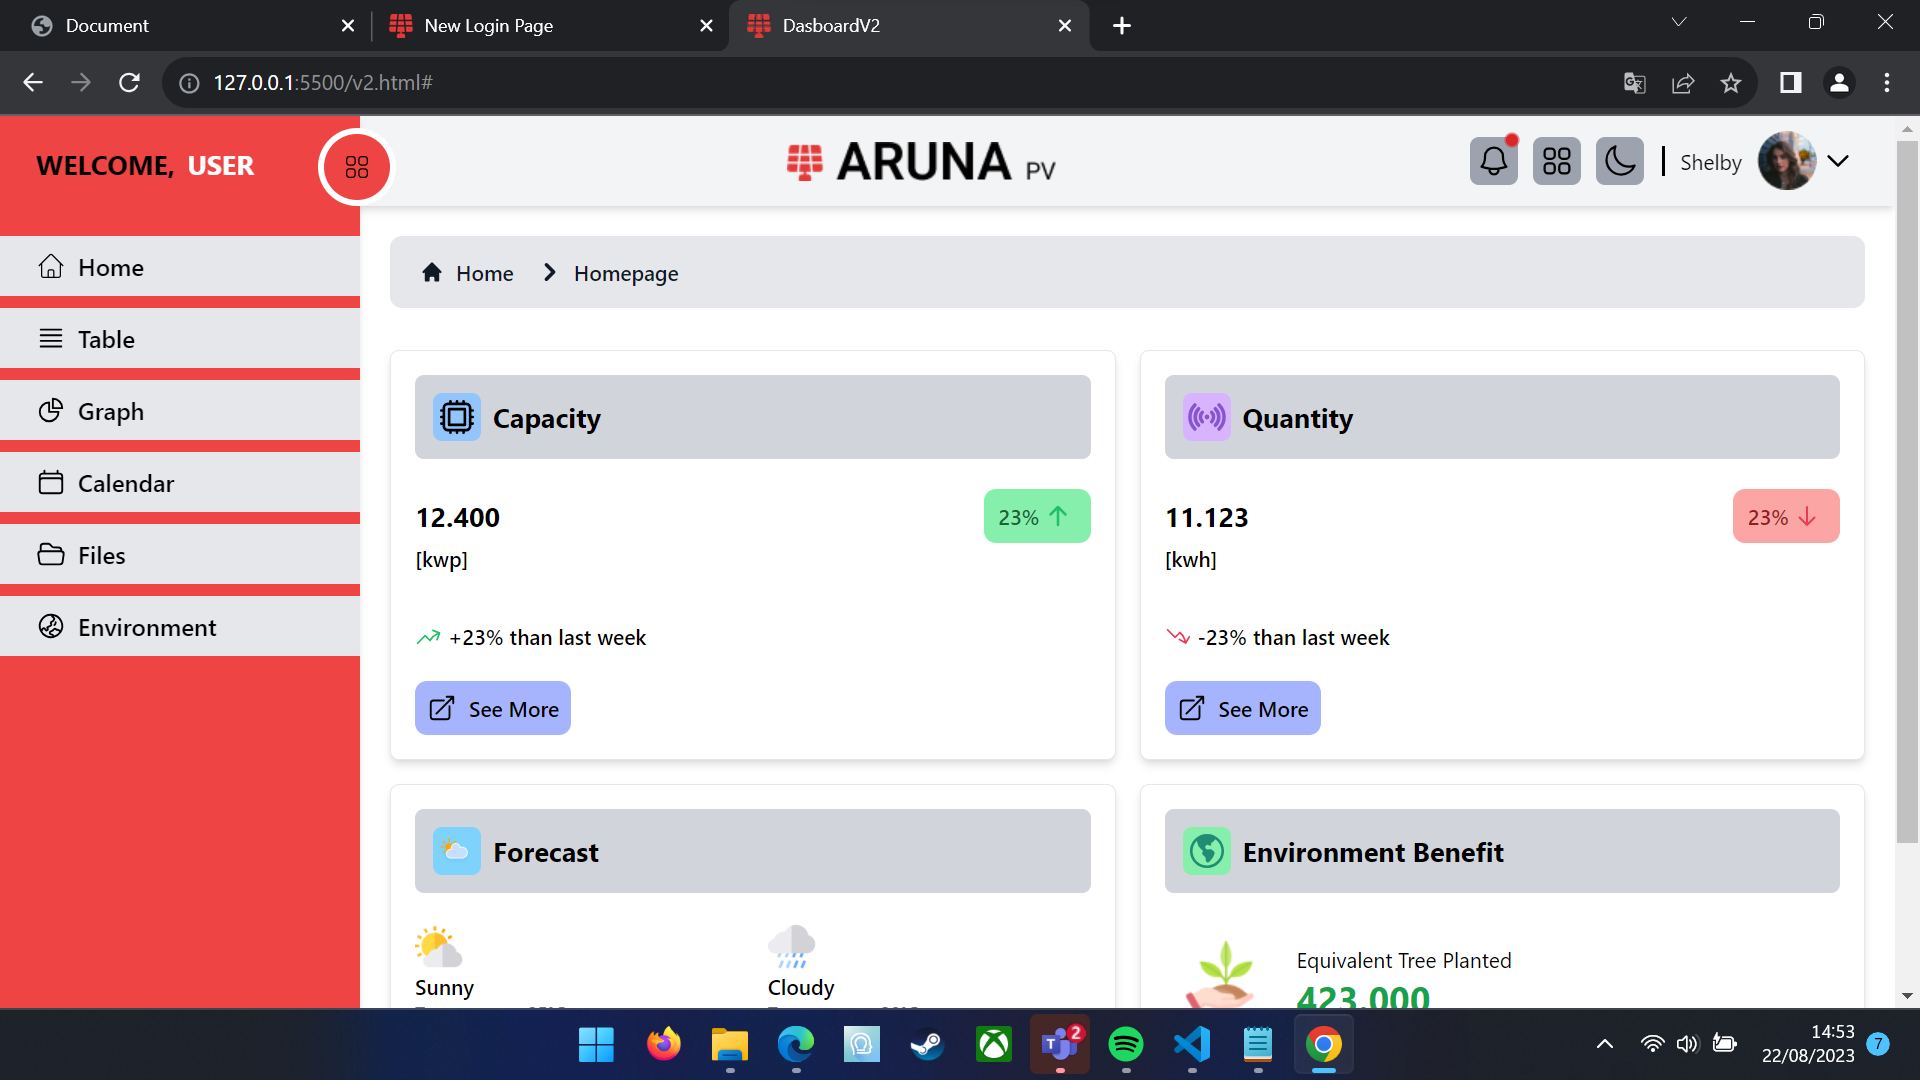 Document
New Login Page
DasboardV2
127.0.0.1:5500/v2.html#
WELCOME, USER
ARUNA PV
Shelby
Home
Table
Graph
Calendar
Files
Environment
Home
Homepage
Capacity
12.400
23%
[kwp]
+23% than last week
See More
Quantity
11.123
23%
[kwh]
-23% than last week
See More
Forecast
Sunny
Cloudy
Environment Benefit
Equivalent Tree Planted
423.000
2
14:53
22/08/2023
7